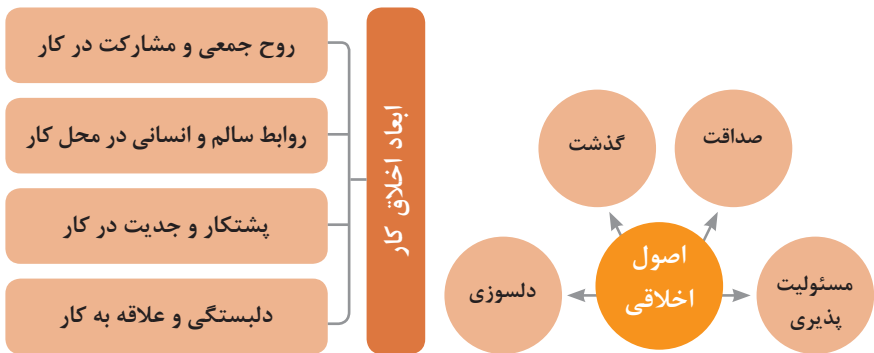 صداقت
گذشت
اصول
اخلاقی
مسئولیت
پذیری
دلسوزی
ابعاد اخلاق کار
روح جمعی و مشارکت در کار
روابط سالم و انسانی در محل کار
پشتکار و جدیت در کار
دلبستگی و علاقه به کار